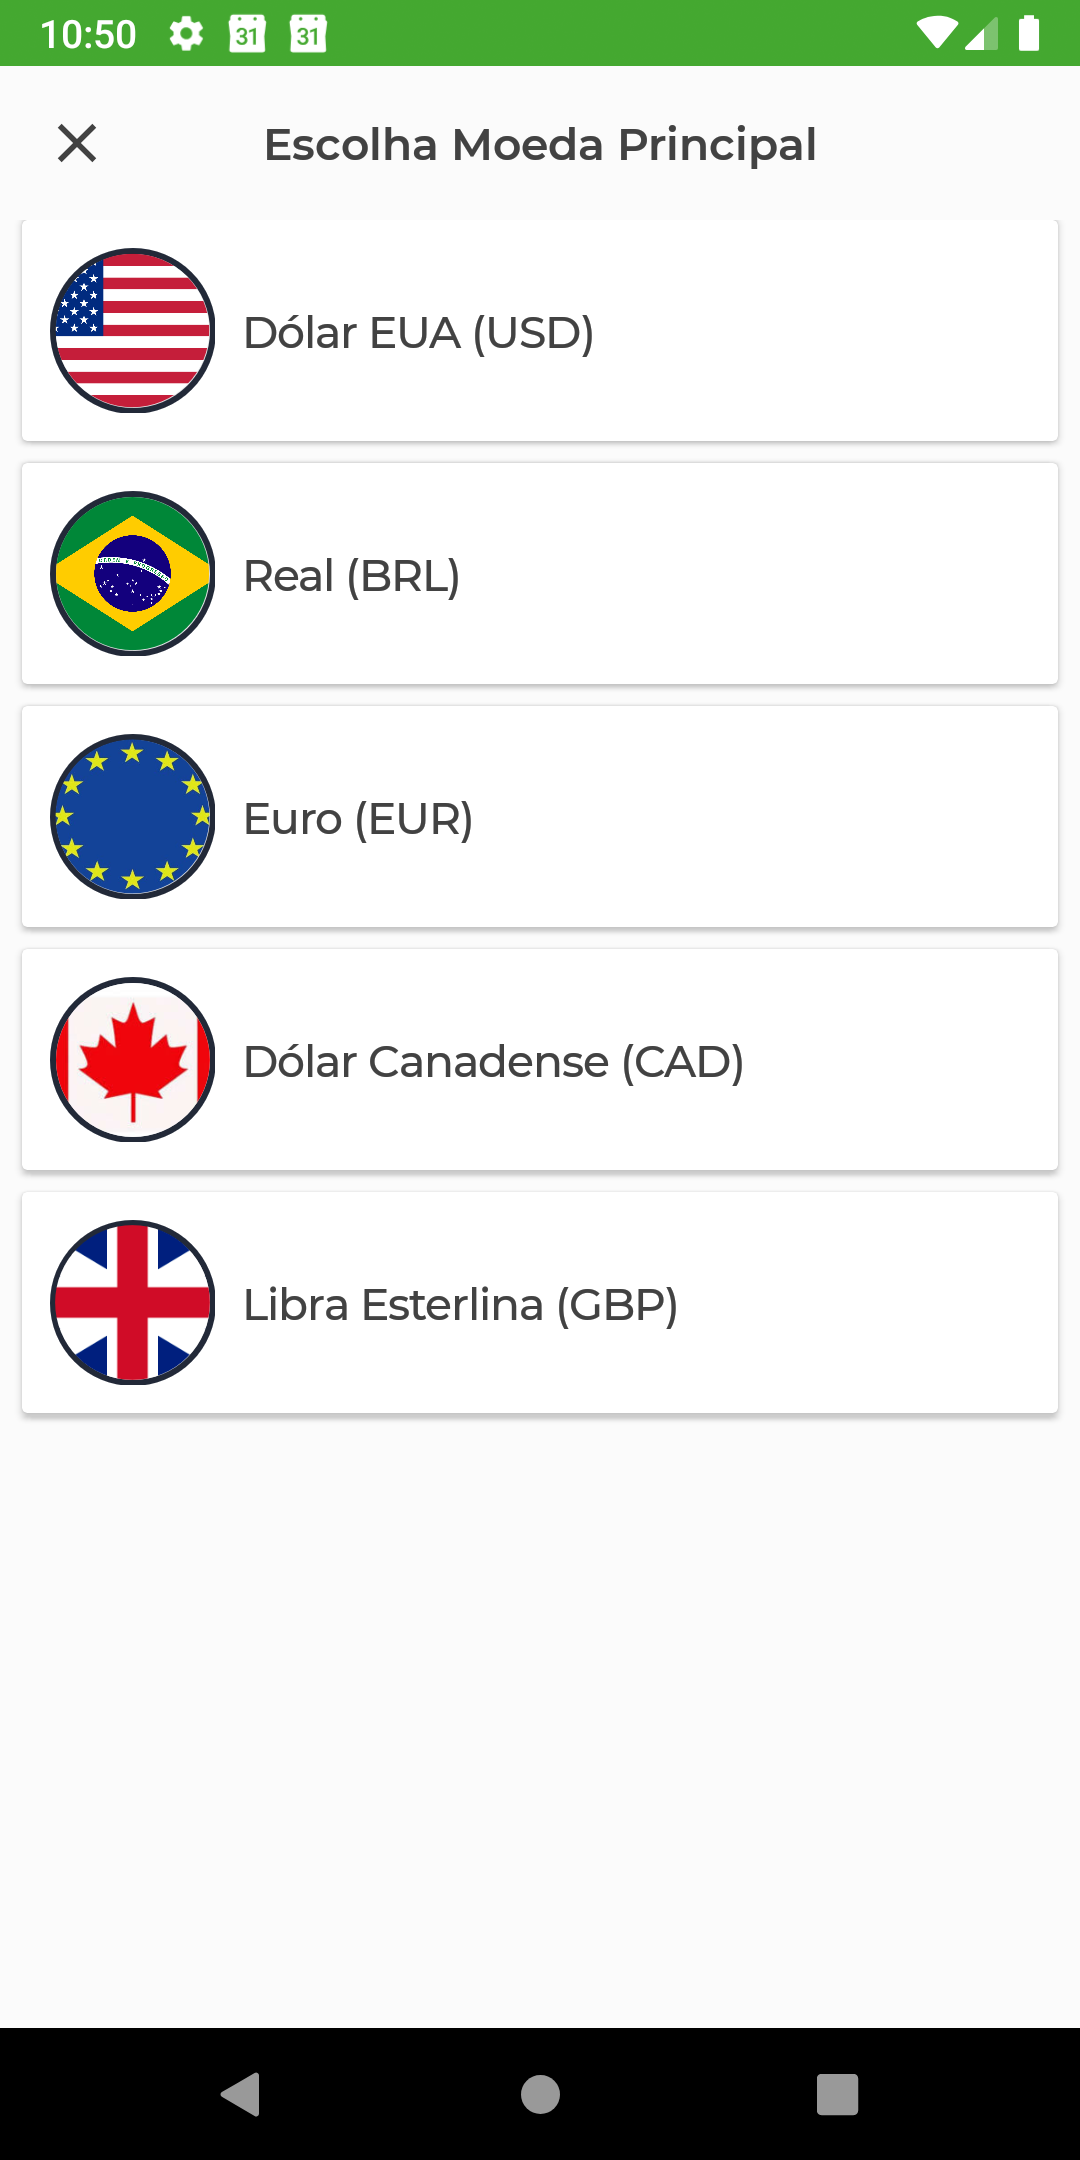 10:50 31 31
Escolha Moeda Principal
Dólar EUA (USD)
Real (BRL)
Euro (EUR)
Dólar Canadense (CAD)
Libra Esterlina (GBP)